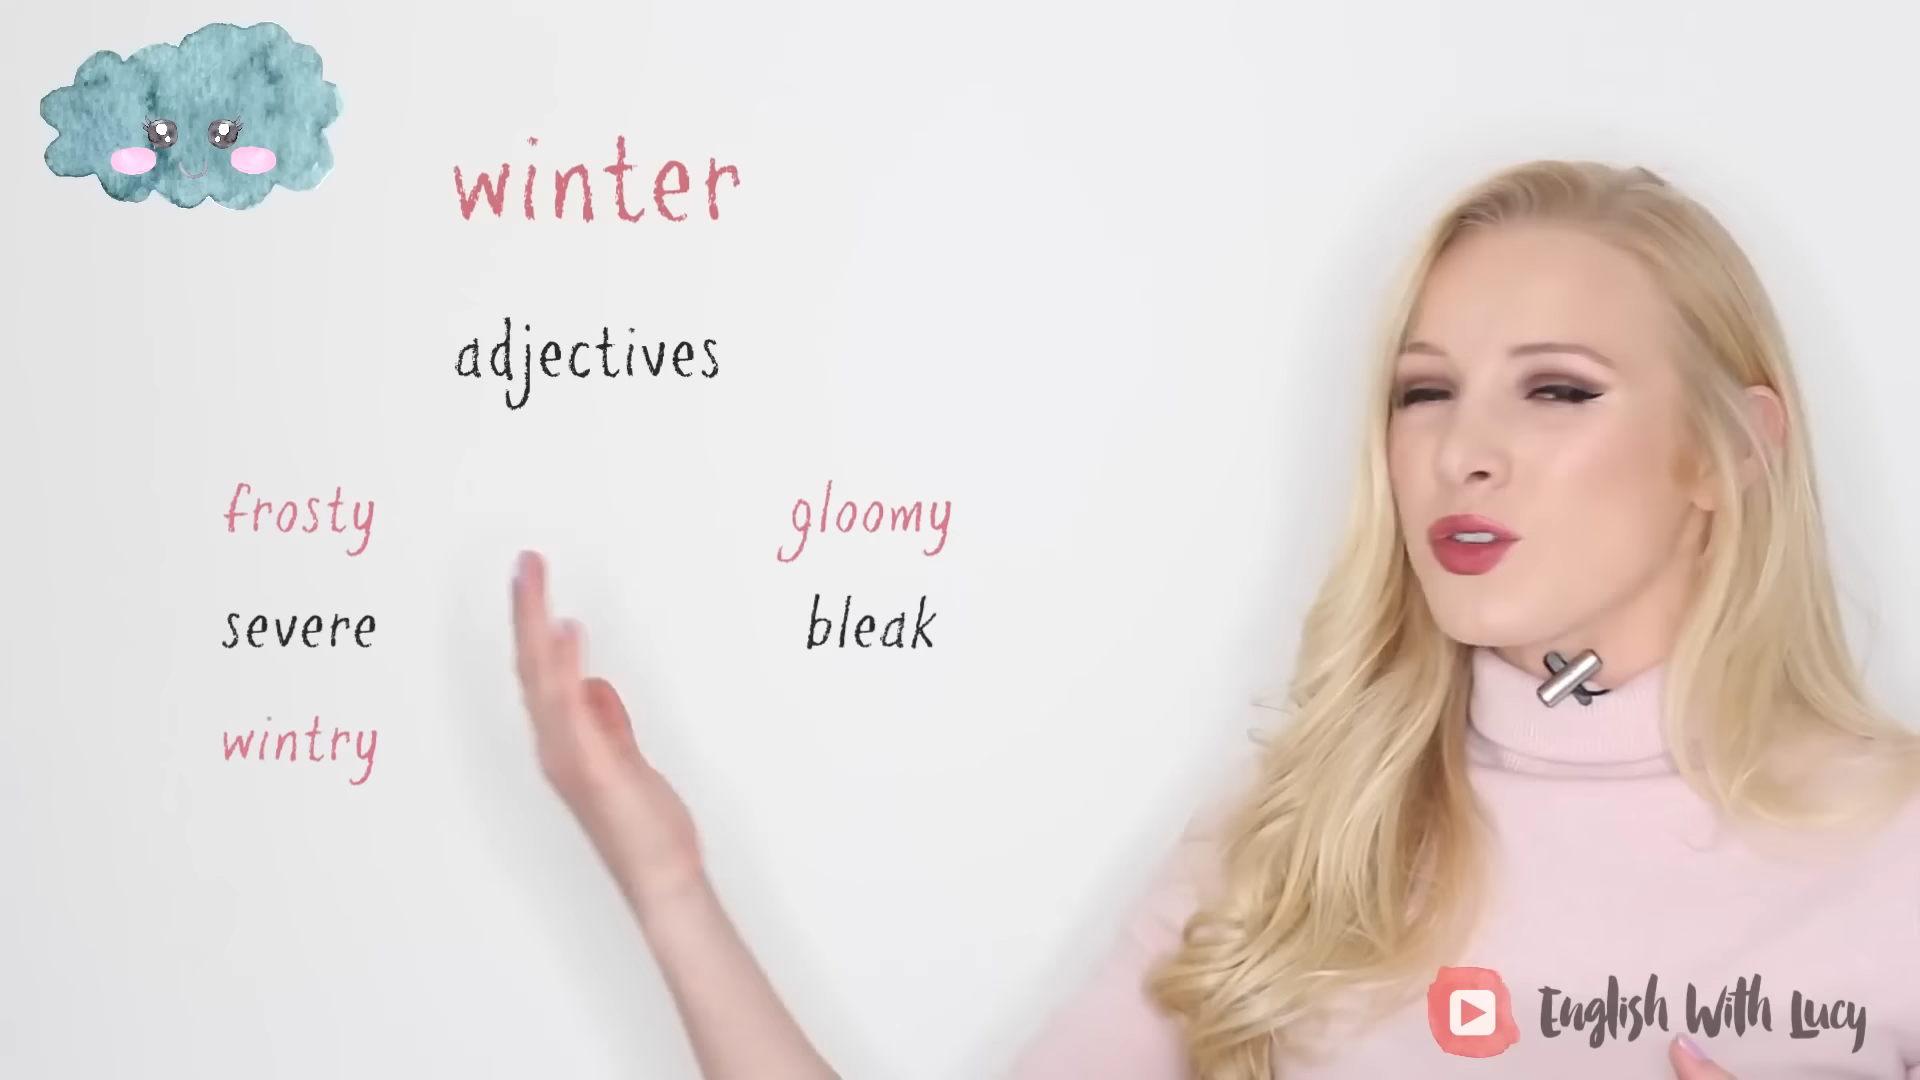 winter
adjectives
frosty
severe
wintry
gloomy
bleak
English With Lucy